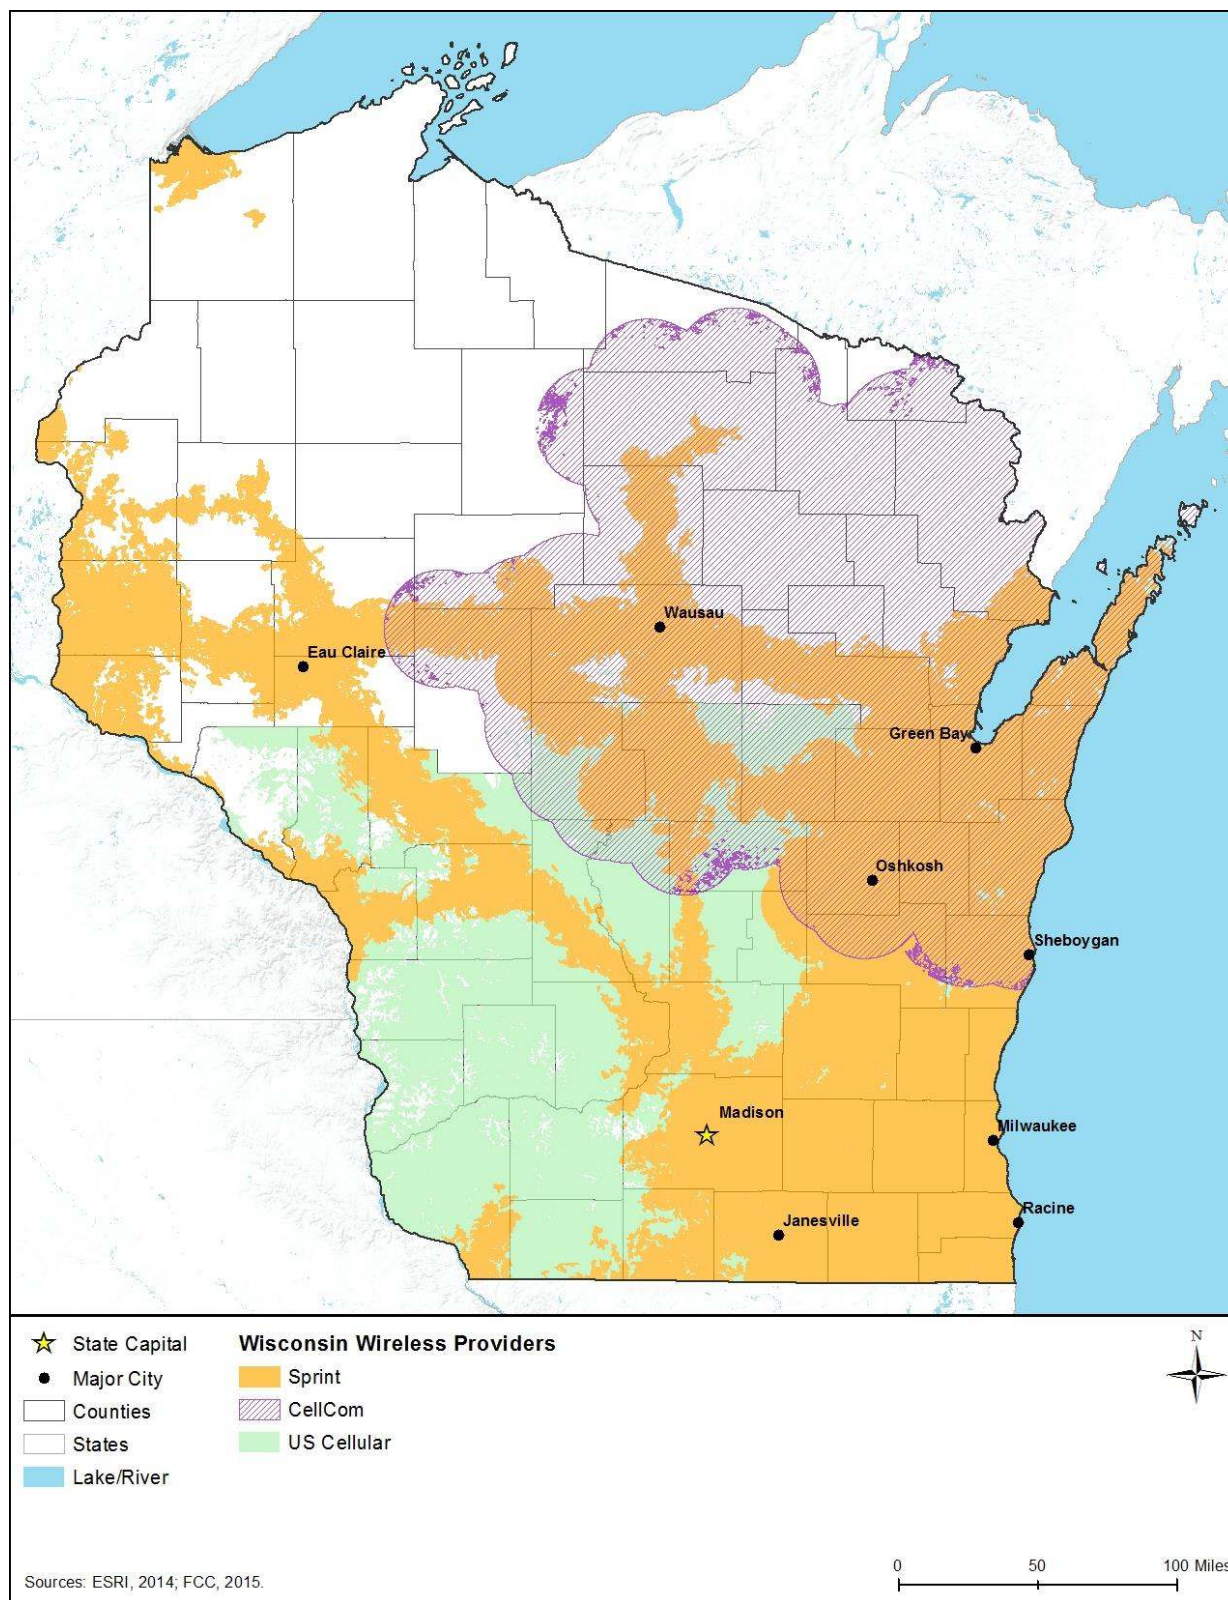 Wausau
Eau Claire
Green Bay
Oshkosh
Sheboygan
Madison
Milwaukee
Racine
Janesville
State Capital
Major City
Counties
States
Lake/River
Wisconsin Wireless Providers
Sprint
CellCom
US Cellular
N
Sources: ESRI, 2014; FCC, 2015.
0 50 100 Miles